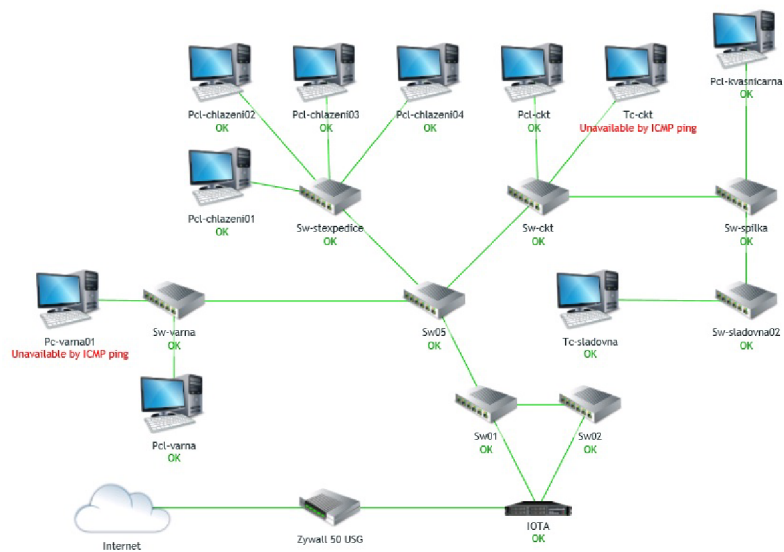 Pcl-kvasnicarna
OK
Pcl-chlazeni02
OK
Pcl-chlazeni03
OK
Pcl-chlazeni04
OK
Pcl-ckt
OK
Tc-ckt
Unavailable by ICMP ping
Pcl-chlazeni01
OK
Sw-stexpedice
OK
Sw-ckt
OK
Sw-spilka
OK
Pc-varna01
Unavailable by ICMP ping
Sw-varna
OK
Sw05
OK
Tc-sladovna
OK
Sw-sladovna02
OK
Pcl-varna
OK
Sw01
OK
Sw02
OK
Internet
Zywall 50 USG
IOTA
OK